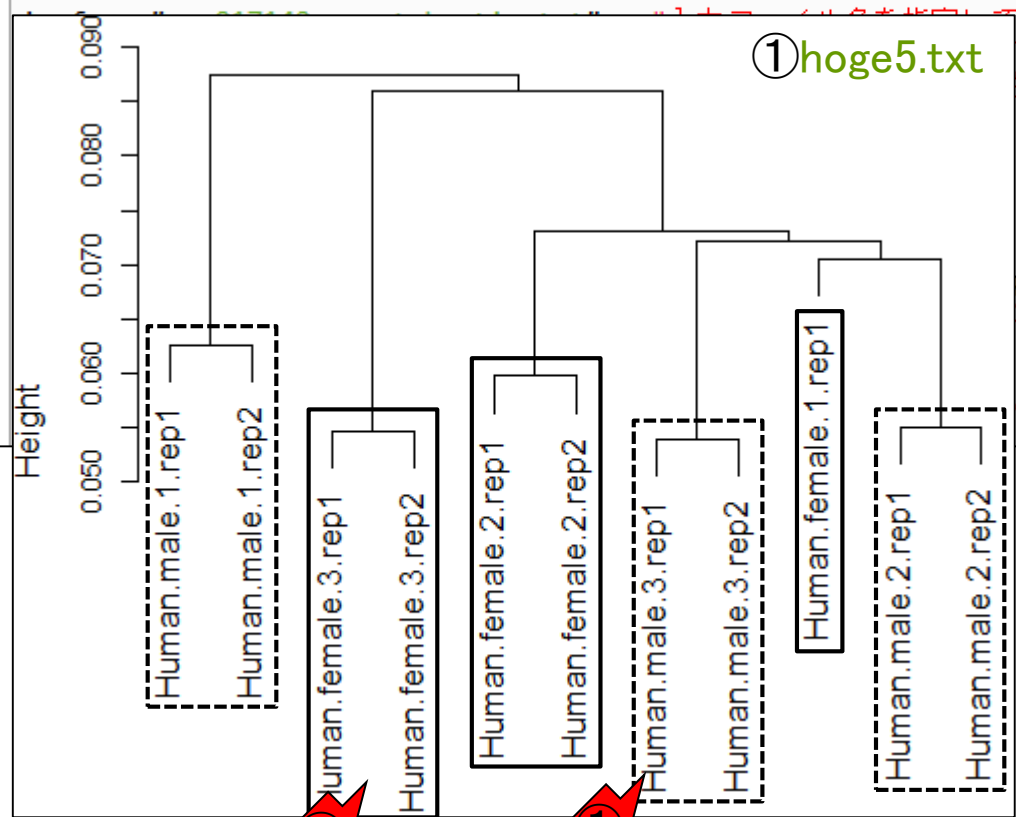 ①hoge5.txt
Height
0.090
0.080
0.070
0.060
0.050
Human.male.1.rep1
Human.male.1.rep2
Human.female.3.rep1
Human.female.3.rep2
Human.female.2.rep1
Human.female.2.rep2
Human.male.3.rep1
Human.male.3.rep2
Human.female.1.rep1
Human.male.2.rep1
Human.male.2.rep2
①